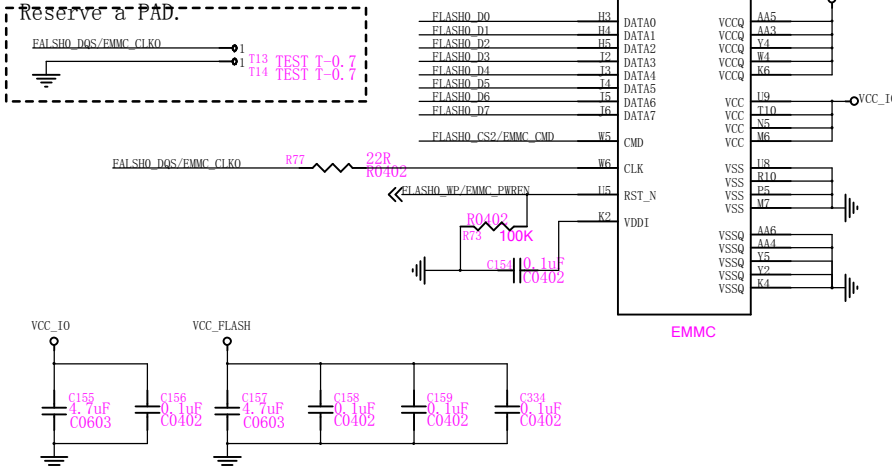 Reserve a PAD.
FALSH0_DQS/EMMC_CLKO
1
T13 TEST T-0.7
1
T14 TEST T-0.7
FLASH0_D0 H3 DATA0
FLASH0_D1 H4 DATA1
FLASH0_D2 H5 DATA2
FLASH0_D3 J2 DATA3
FLASH0_D4 J3 DATA4
FLASH0_D5 J4 DATA5
FLASH0_D6 J5 DATA6
FLASH0_D7 J6 DATA7
FLASH0_CS2/EMMC_CMD W5 CMD
FALSH0_DQS/EMMC_CLKO R77 22R R0402 W6 CLK
FLASH0_WP/EMMC_PWREN U5 RST_N
R0402
R73 100K
K2 VDDI
C154 0.1uF
C0402
VCCQ AA5
VCCQ AA3
VCCQ Y4
VCCQ W4
VCCQ K6
VCC U9
VCC T10
VCC N5
VCC M6
VSS U8
VSS R10
VSS P5
VSS M7
VSSQ AA6
VSSQ AA4
VSSQ Y5
VSSQ Y2
VSSQ K4
EMMC
VCC_IO
C155
4.7uF
C0603
C156
0.1uF
C0402
VCC_FLASH
C157
4.7uF
C0603
C158
0.1uF
C0402
C159
0.1uF
C0402
C334
0.1uF
C0402